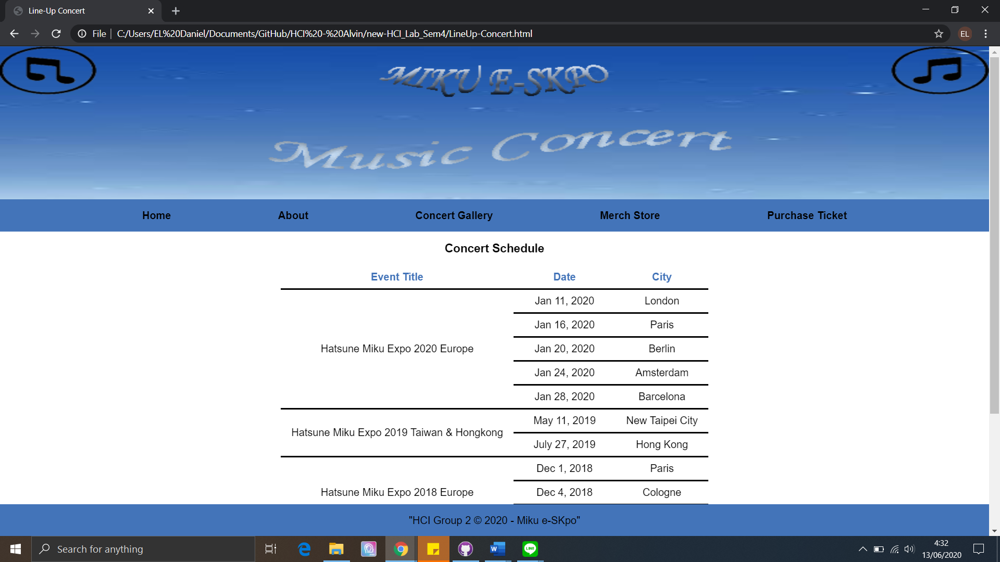 Line-Up Concert
File
C:/Users/EL%20Daniel/Documents/GitHub/HCI%20-%20Alvin/new-HCI_Lab_Sem4/LineUp-Concert.html
EL
MIKU E-SKPO
Music Concert
Home About Concert Gallery Merch Store Purchase Ticket
Concert Schedule
Event Title Date City
Jan 11, 2020 London
Jan 16, 2020 Paris
Hatsune Miku Expo 2020 Europe Jan 20, 2020 Berlin
Jan 24, 2020 Amsterdam
Jan 28, 2020 Barcelona
May 11, 2019 New Taipei City
Hatsune Miku Expo 2019 Taiwan & Hongkong
July 27, 2019 Hong Kong
Dec 1, 2018 Paris
Hatsune Miku Expo 2018 Europe Dec 4, 2018 Cologne
"HCI Group 2 © 2020 - Miku e-SKpo"
Search for anything
W
LINE
4:32
13/06/2020